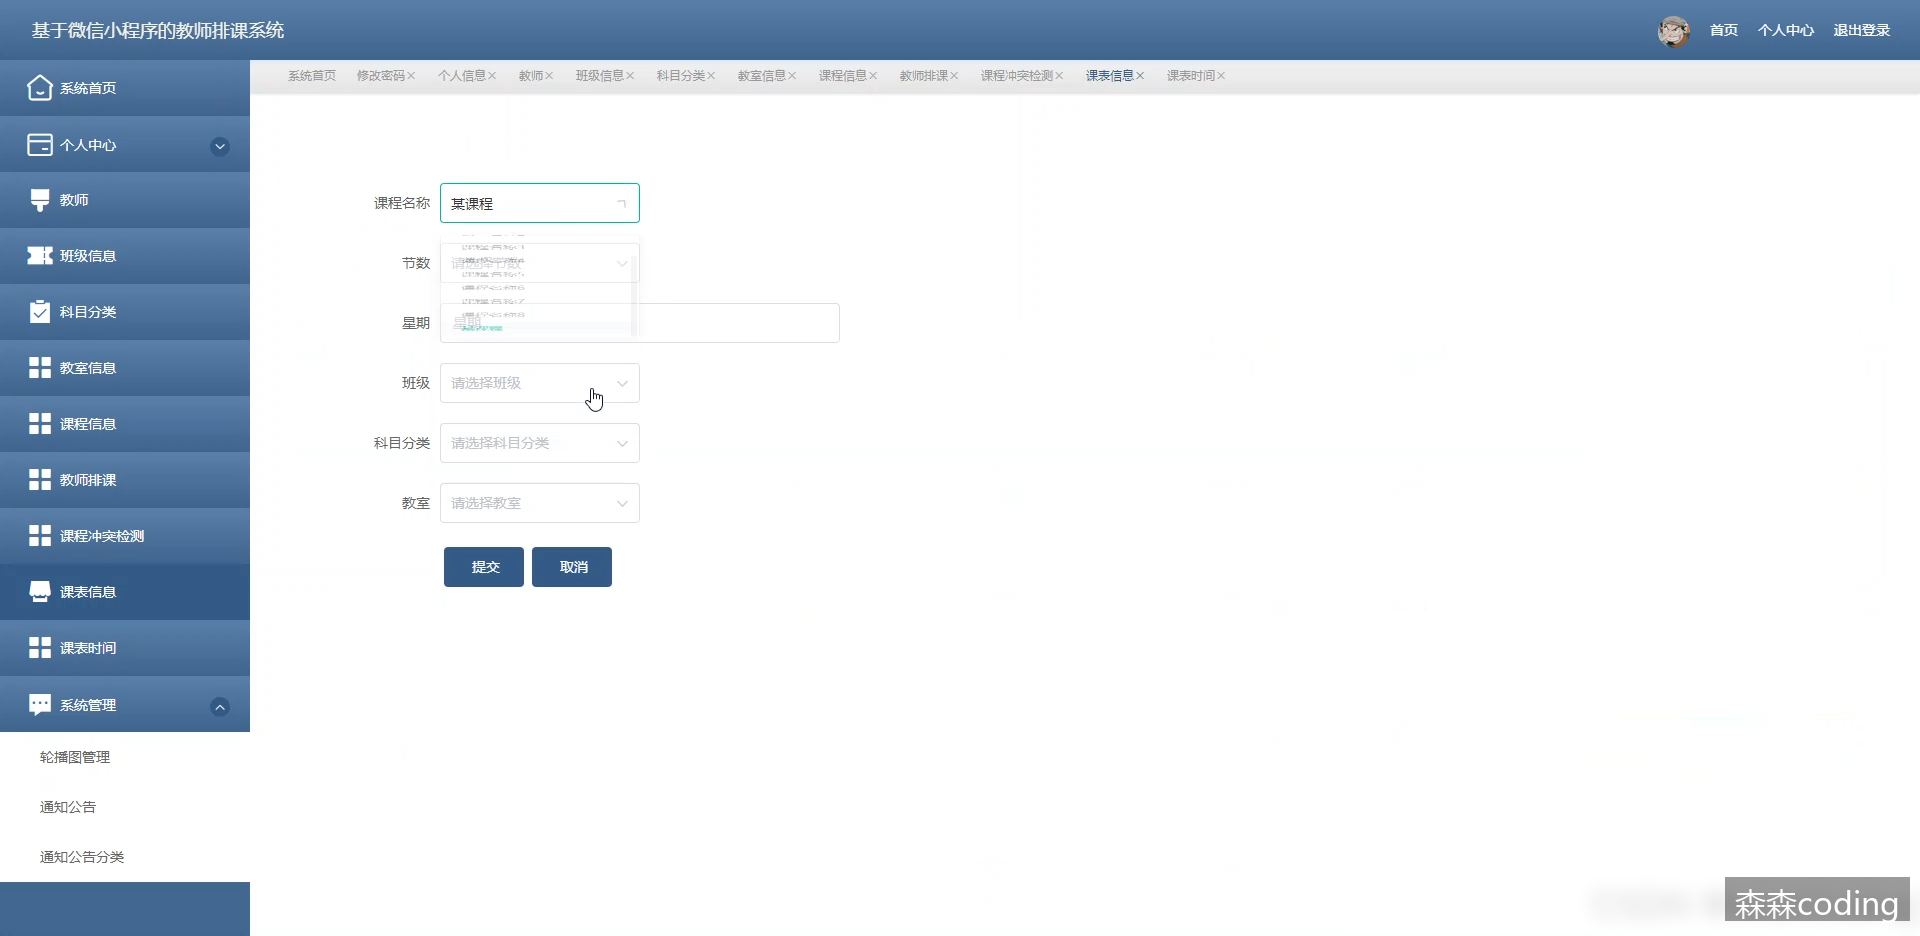 基于微信小程序的教师排课系统
首页 个人中心 退出登录
系统首页 修改密码× 个人信息× 教师× 班级信息× 科目分类× 教室信息× 课程信息× 教师排课× 课程冲突检测× 课表信息× 课表时间×
系统首页
个人中心
教师
班级信息
科目分类
教室信息
课程信息
教师排课
课程冲突检测
课表信息
课表时间
系统管理
轮播图管理
通知公告
通知公告分类
课程名称 某课程
节数 请选择节数
星期 星期
班级 请选择班级
科目分类 请选择科目分类
教室 请选择教室
提交 取消
森森coding